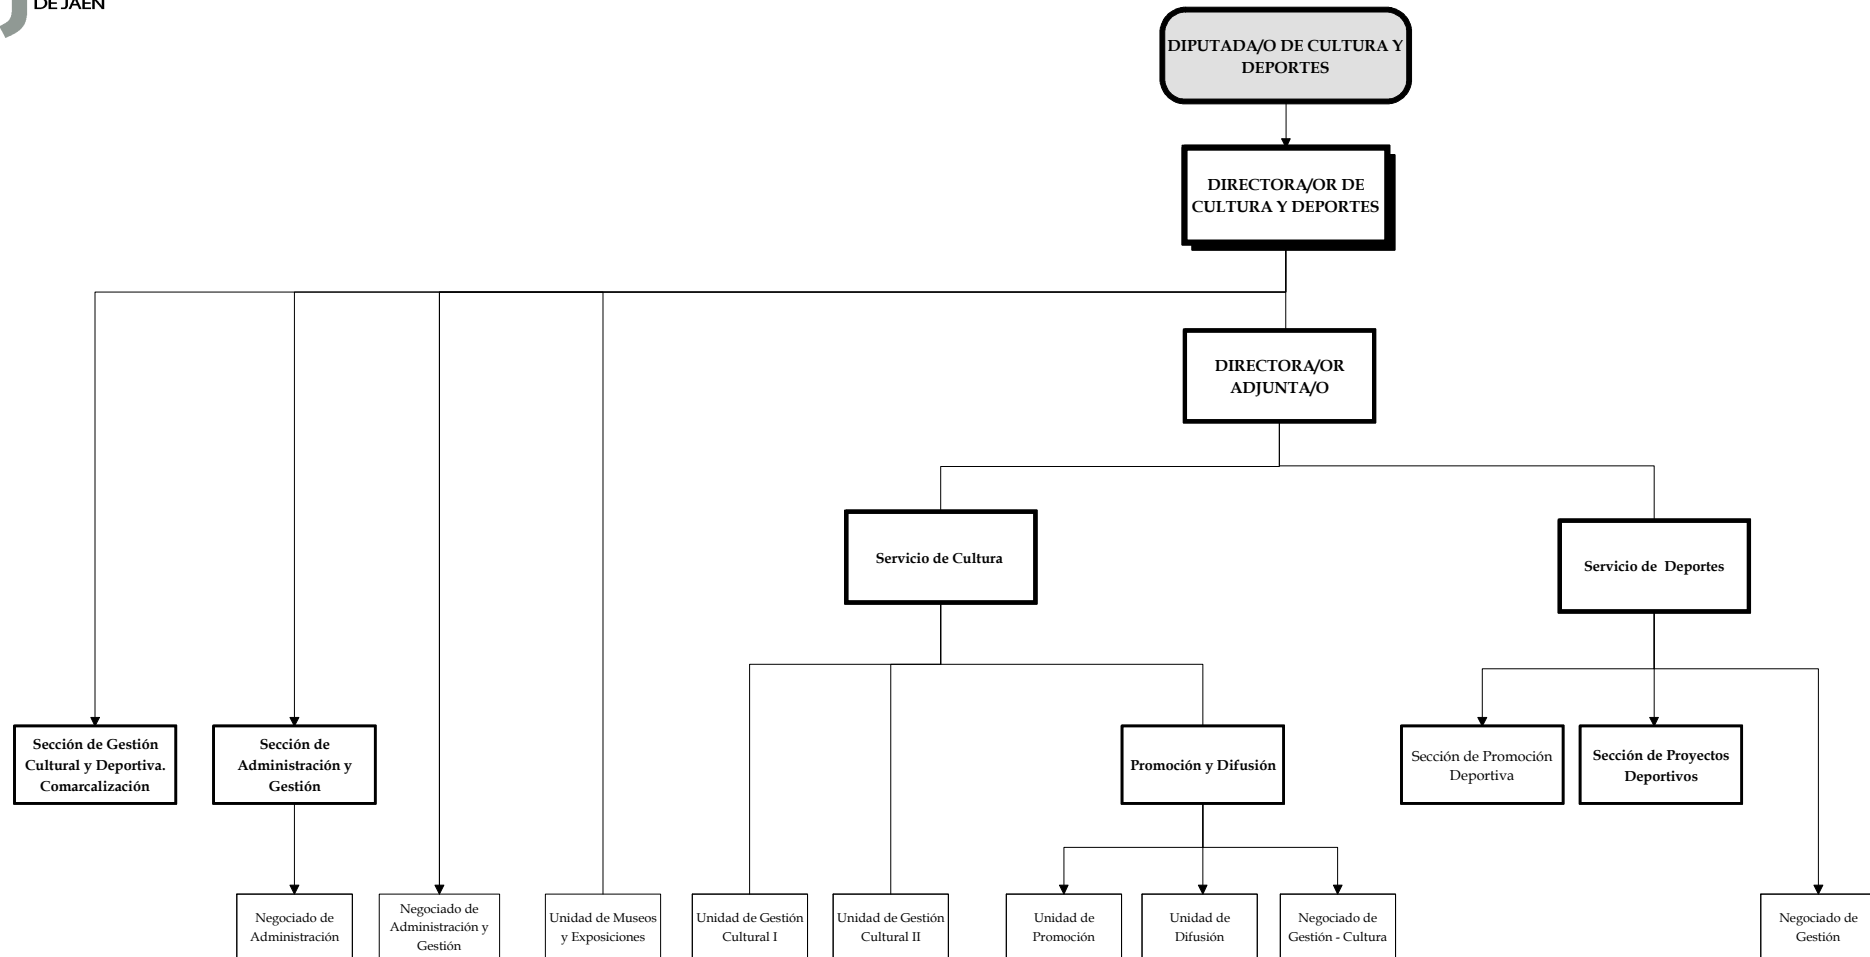 DE JAÉN
DIPUTADA/O DE CULTURA Y
DEPORTES
DIRECTORA/OR DE
CULTURA Y DEPORTES
DIRECTORA/OR
ADJUNTA/O
Servicio de Cultura
Servicio de Deportes
Sección de Gestión
Cultural y Deportiva.
Comarcalización
Sección de
Administración y
Gestión
Promoción y Difusión
Sección de Promoción
Deportiva
Sección de Proyectos
Deportivos
Negociado de
Administración
Negociado de
Administración y
Gestión
Unidad de Museos
y Exposiciones
Unidad de Gestión
Cultural I
Unidad de Gestión
Cultural II
Unidad de
Promoción
Unidad de
Difusión
Negociado de
Gestión - Cultura
Negociado de
Gestión